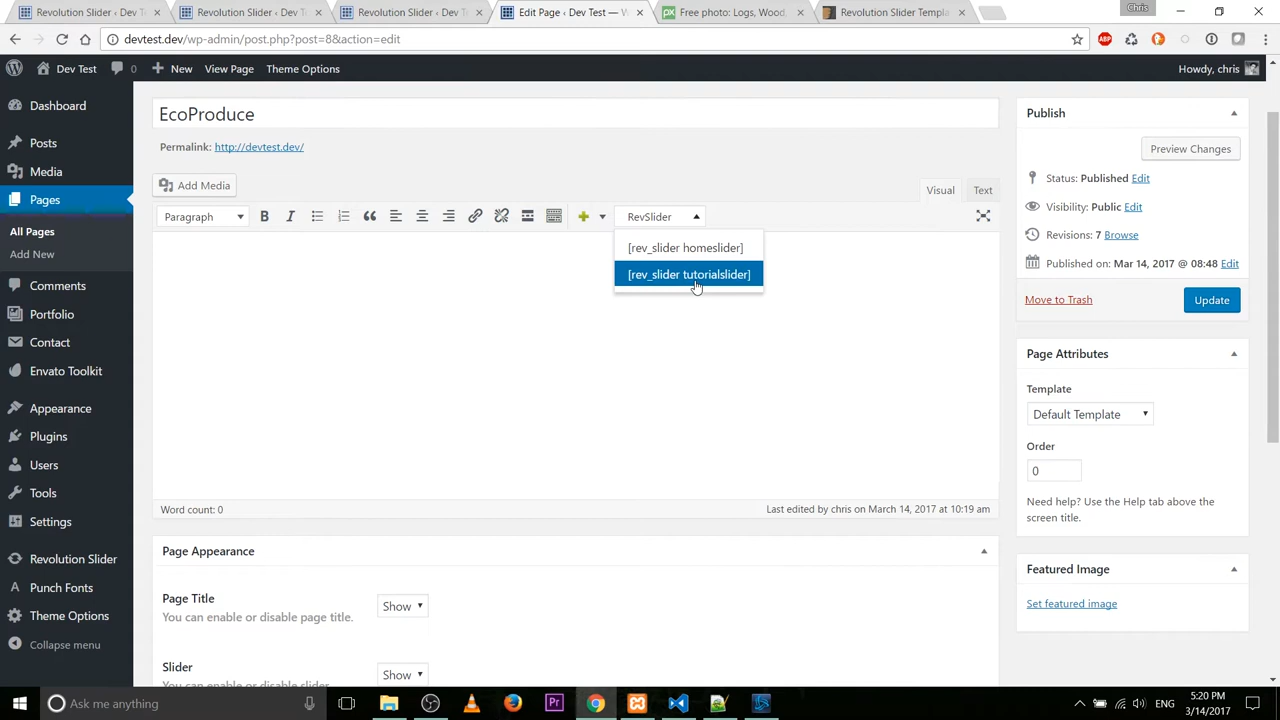 Revolution Slider ‹ Dev T
Revolution Slider ‹ Dev T
Revolution Slider ‹ Dev T
Edit Page ‹ Dev Test — W
PX
Free photo: Logs, Wood,
Revolution Slider Templa
Chris
devtest.dev/wp-admin/post.php?post=8&action=edit
ABP
Dev Test
0
New
View Page
Theme Options
Howdy, chris
Dashboard
Posts
Media
Pages
All Pages
Add New
Comments
Portfolio
Contact
Envato Toolkit
Appearance
Plugins
Users
Tools
Settings
Revolution Slider
Punch Fonts
Theme Options
Collapse menu
EcoProduce
Permalink: http://devtest.dev/
Add Media
Visual
Text
Paragraph
B
I
RevSlider
[rev_slider homeslider]
[rev_slider tutorialslider]
Word count: 0
Last edited by chris on March 14, 2017 at 10:19 am
Page Appearance
Page Title
You can enable or disable page title.
Show
Slider
You can enable or disable slider.
Show
Publish
Preview Changes
Status: Published Edit
Visibility: Public Edit
Revisions: 7 Browse
Published on: Mar 14, 2017 @ 08:48 Edit
Move to Trash
Update
Page Attributes
Template
Default Template
Order
0
Need help? Use the Help tab above the
screen title.
Featured Image
Set featured image
Ask me anything
Pr
ENG
5:20 PM
3/14/2017